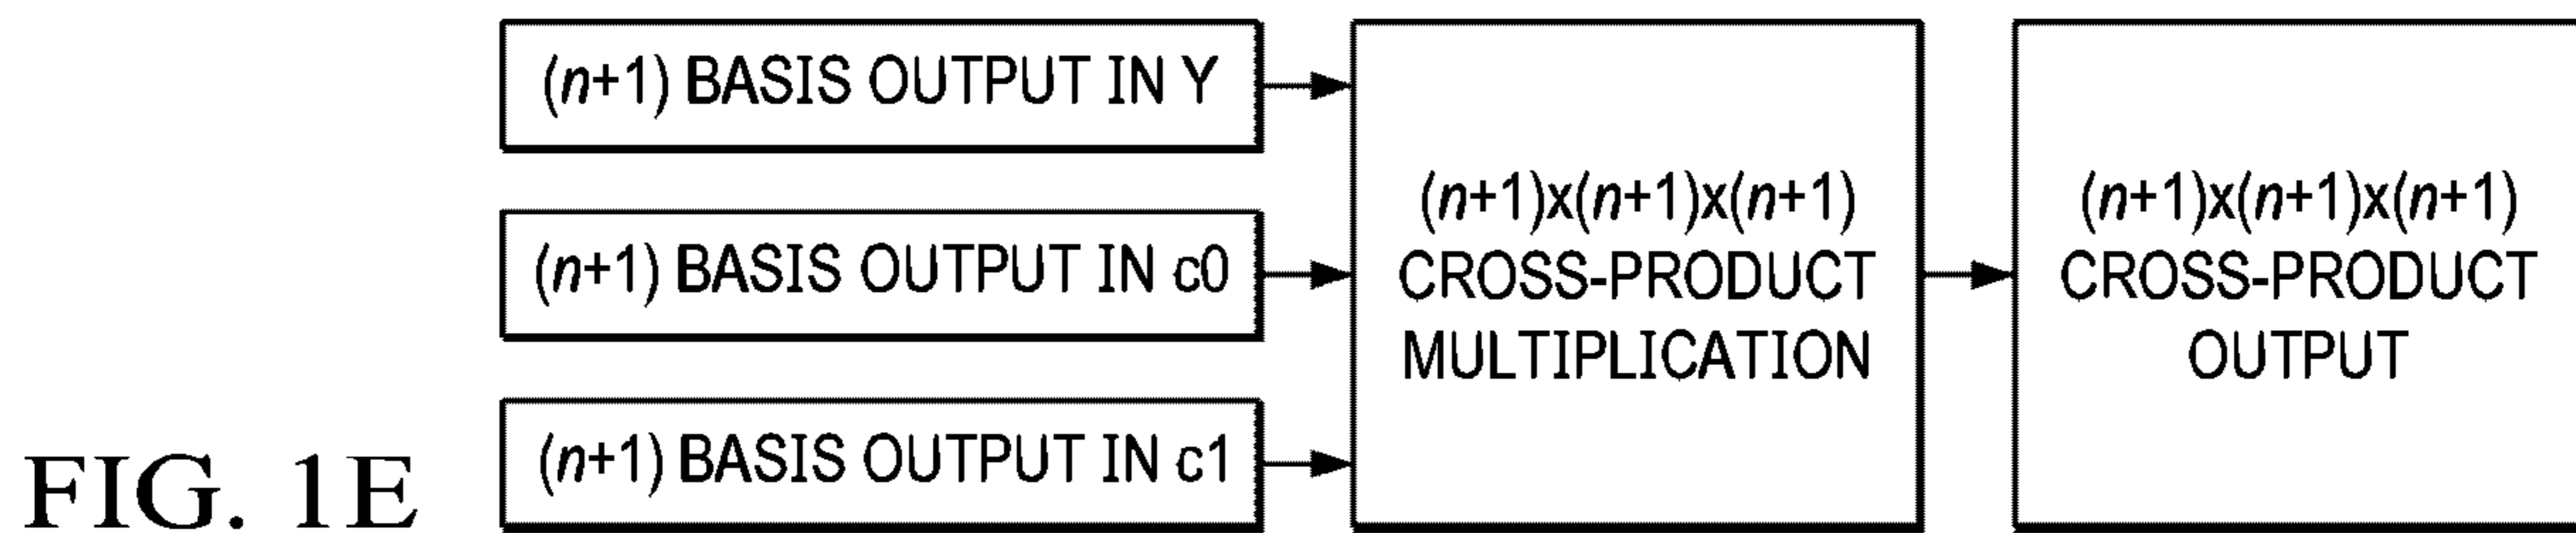 (n+1) BASIS OUTPUT IN Y
(n+1) BASIS OUTPUT IN c0
(n+1) BASIS OUTPUT IN c1
(n+1)x(n+1)x(n+1)
CROSS-PRODUCT
MULTIPLICATION
(n+1)x(n+1)x(n+1)
CROSS-PRODUCT
OUTPUT
FIG. 1E